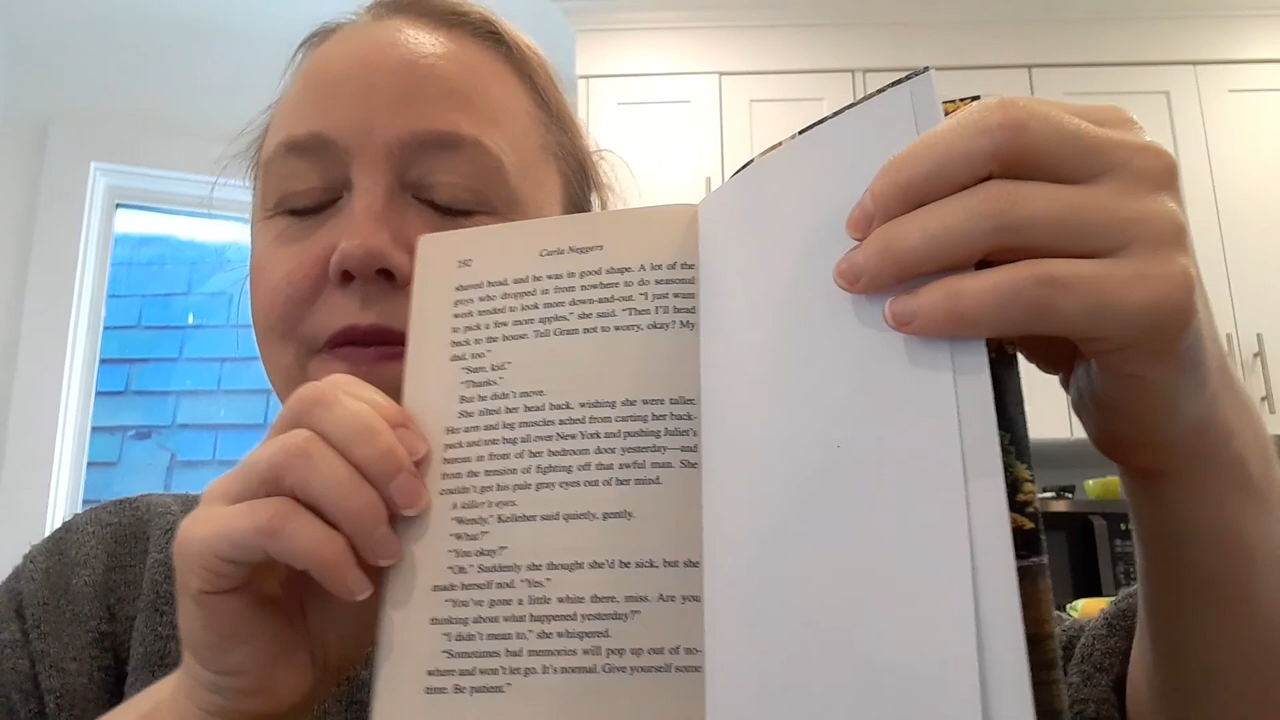 192
Carla Neggers
shaved head, and he was in good shape. A lot of the
guys who dropped in from nowhere to do seasonal
work tended to look more down-and-out. "I just want
to pick a few more apples," she said. "Then I'll head
back to the house. Tell Gram not to worry, okay? My
dad, too."
"Sure, kid."
"Thanks."
But he didn't move.
She tilted her head back, wishing she were taller.
Her arm and leg muscles ached from carting her back-
pack and tote bag all over New York and pushing Juliet's
bureau in front of her bedroom door yesterday—and
from the tension of fighting off that awful man. She
couldn't get his pale gray eyes out of her mind.
A killer's eyes.
"Wendy," Kelleher said quietly, gently.
"What?"
"You okay?"
"Uh." Suddenly she thought she'd be sick, but she
made herself nod. "Yes."
"You've gone a little white there, miss. Are you
thinking about what happened yesterday?"
"I didn't mean to," she whispered.
"Sometimes bad memories will pop up out of no-
where and won't let go. It's normal. Give yourself some
time. Be patient."